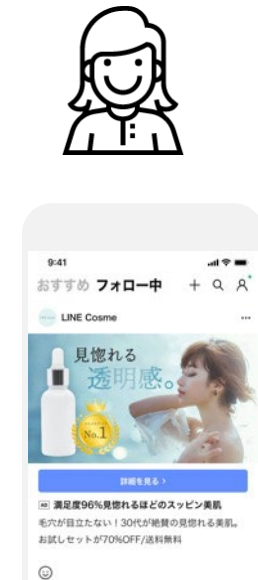 9:41
おすすめ フォロー中
LINE Cosme
見惚れる
透明感。
No.1
詳細を見る
AD 満足度96%見惚れるほどのスッピン美肌
毛穴が目立たない!30代が絶賛の見惚れる美肌。
お試しセットが70%OFF/送料無料